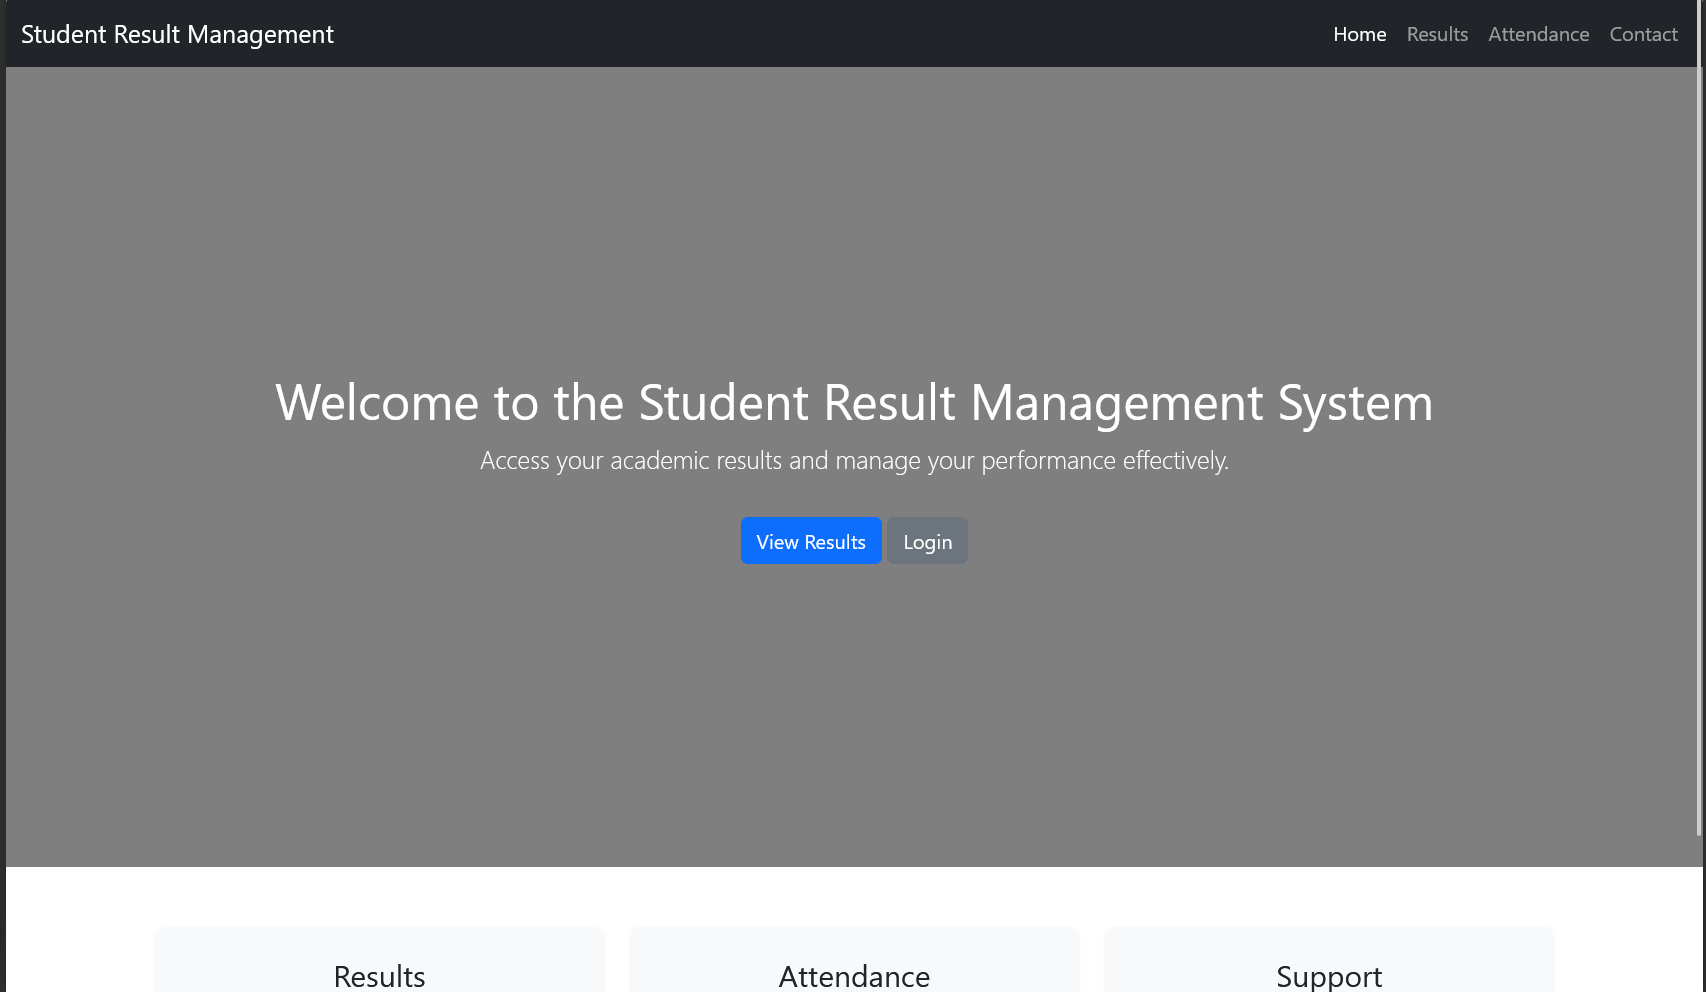 Student Result Management
Home Results Attendance Contact
Welcome to the Student Result Management System
Access your academic results and manage your performance effectively.
View Results Login
Results Attendance Support